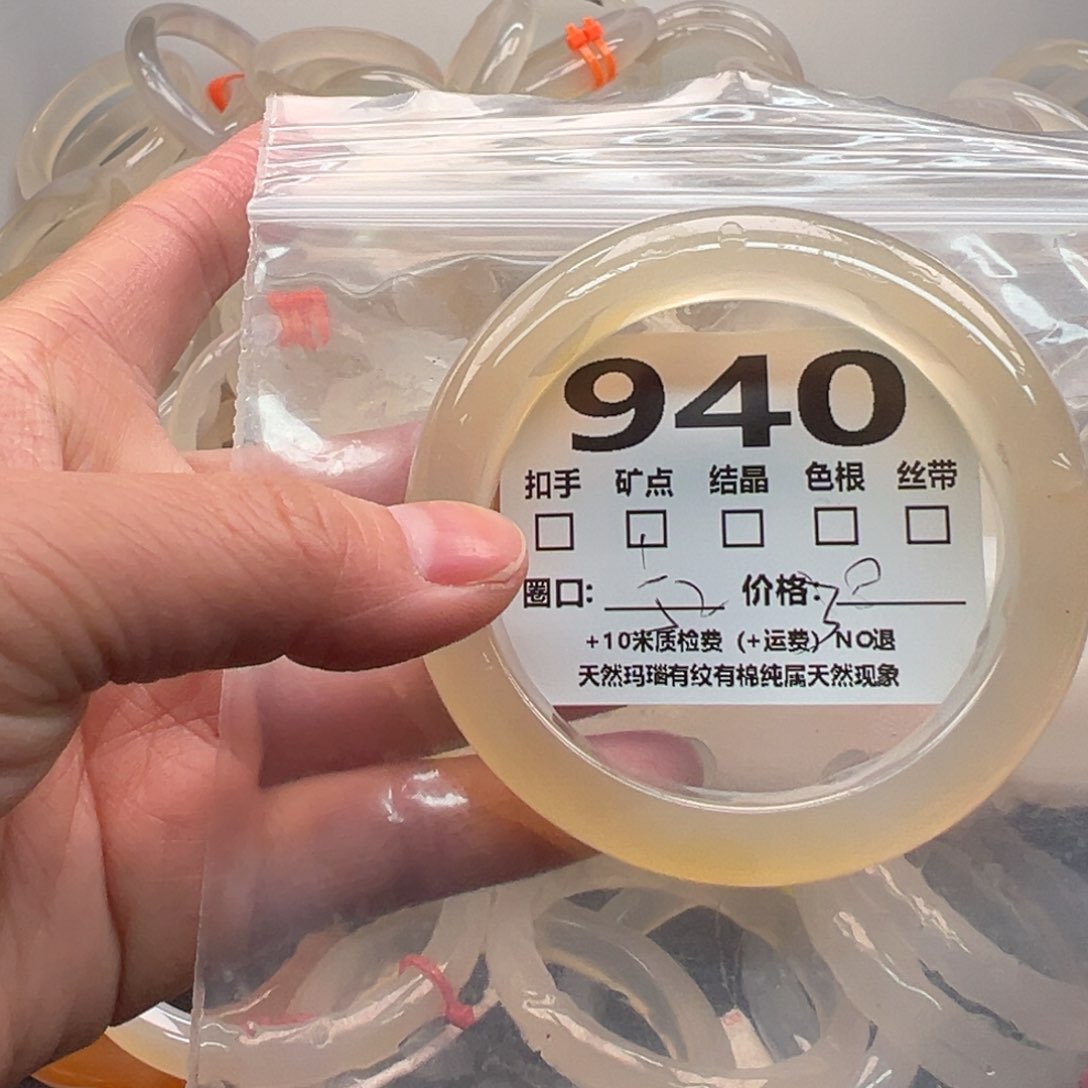 940
扣手 矿点 结晶 色根 丝带
圈口: 价格:
+10米质检费 (+运费) NO退
天然玛瑙有纹有棉纯属天然现象